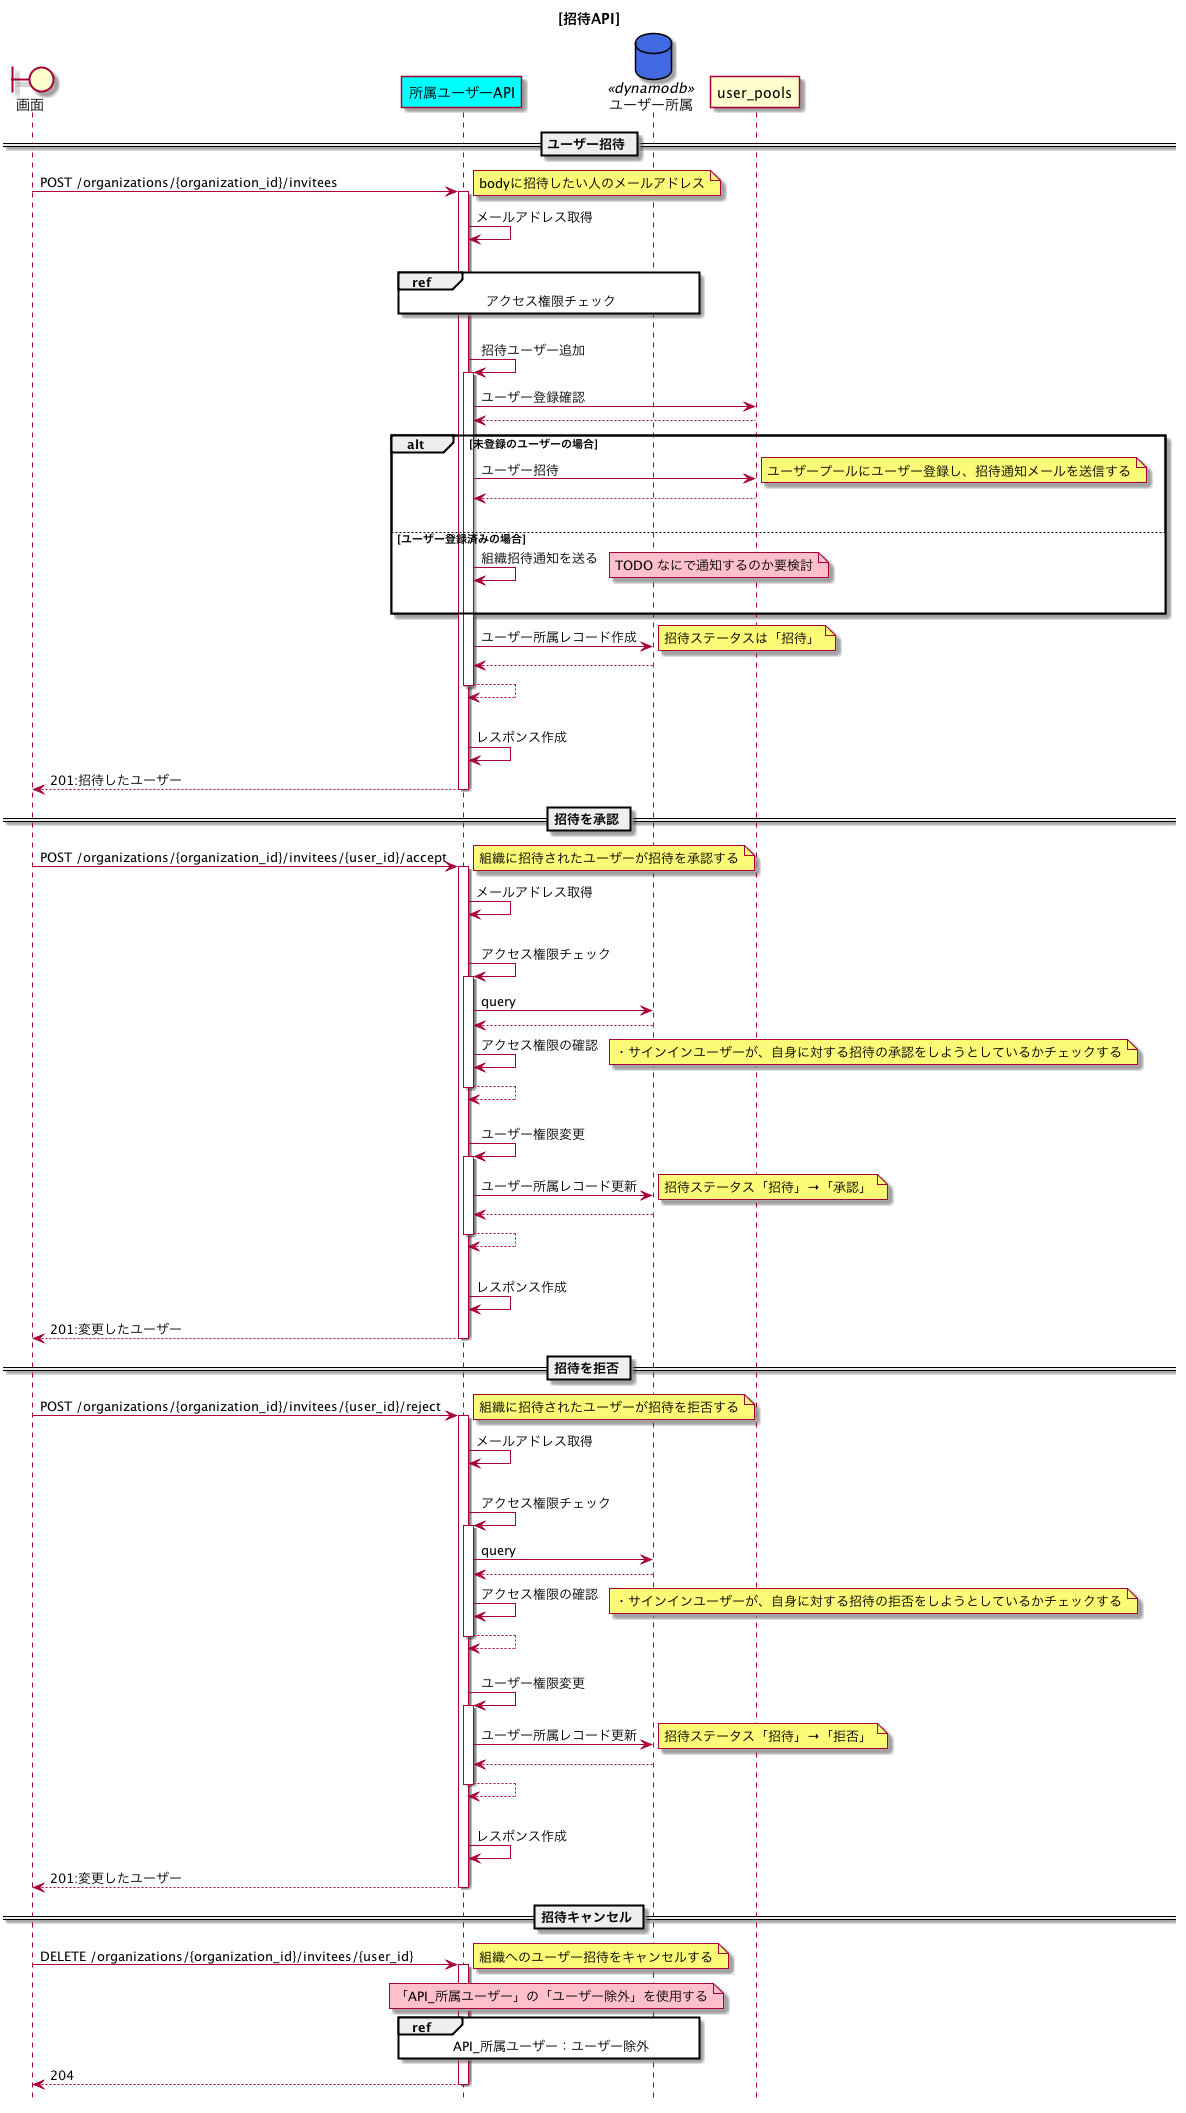 [招待API]
画面
所属ユーザーAPI
«dynamodb»
ユーザー所属
user_pools
ユーザー招待
POST /organizations/{organization_id}/invitees
bodyに招待したい人のメールアドレス
メールアドレス取得
ref
アクセス権限チェック
招待ユーザー追加
ユーザー登録確認
alt
[未登録のユーザーの場合]
ユーザー招待
ユーザープールにユーザー登録し、招待通知メールを送信する
[ユーザー登録済みの場合]
組織招待通知を送る
TODO なにで通知するのか要検討
ユーザー所属レコード作成
招待ステータスは「招待」
レスポンス作成
201:招待したユーザー
招待を承認
POST /organizations/{organization_id}/invitees/{user_id}/accept
組織に招待されたユーザーが招待を承認する
メールアドレス取得
アクセス権限チェック
query
アクセス権限の確認
・サインインユーザーが、自身に対する招待の承認をしようとしているかチェックする
ユーザー権限変更
ユーザー所属レコード更新
招待ステータス「招待」→「承認」
レスポンス作成
201:変更したユーザー
招待を拒否
POST /organizations/{organization_id}/invitees/{user_id}/reject
組織に招待されたユーザーが招待を拒否する
メールアドレス取得
アクセス権限チェック
query
アクセス権限の確認
・サインインユーザーが、自身に対する招待の拒否をしようとしているかチェックする
ユーザー権限変更
ユーザー所属レコード更新
招待ステータス「招待」→「拒否」
レスポンス作成
201:変更したユーザー
招待キャンセル
DELETE /organizations/{organization_id}/invitees/{user_id}
組織へのユーザー招待をキャンセルする
「API_所属ユーザー」の「ユーザー除外」を使用する
ref
API_所属ユーザー：ユーザー除外
204